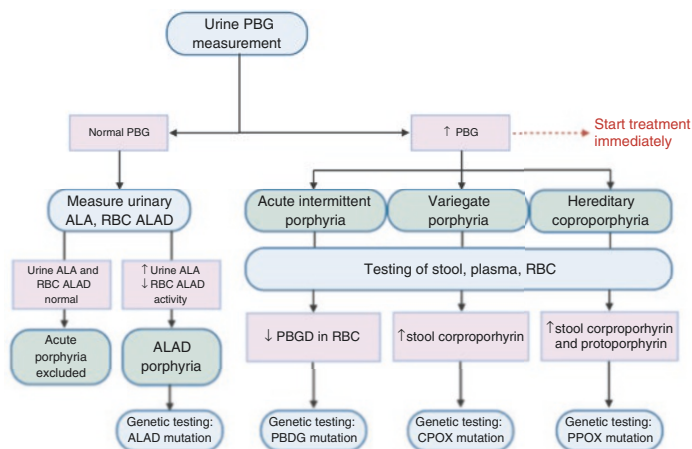 Urine PBG
measurement
Normal PBG
↑ PBG
Start treatment
immediately
Measure urinary
ALA, RBC ALAD
Acute intermittent
porphyria
Variegate
porphyria
Hereditary
coproporphyria
Testing of stool, plasma, RBC
Urine ALA and
RBC ALAD
normal
↑ Urine ALA
↓ RBC ALAD
activity
↓ PBGD in RBC
↑stool corproporhyrin
↑stool corproporhyrin
and protoporphyrin
Acute
porphyria
excluded
ALAD
porphyria
Genetic testing:
ALAD mutation
Genetic testing:
PBDG mutation
Genetic testing:
CPOX mutation
Genetic testing:
PPOX mutation